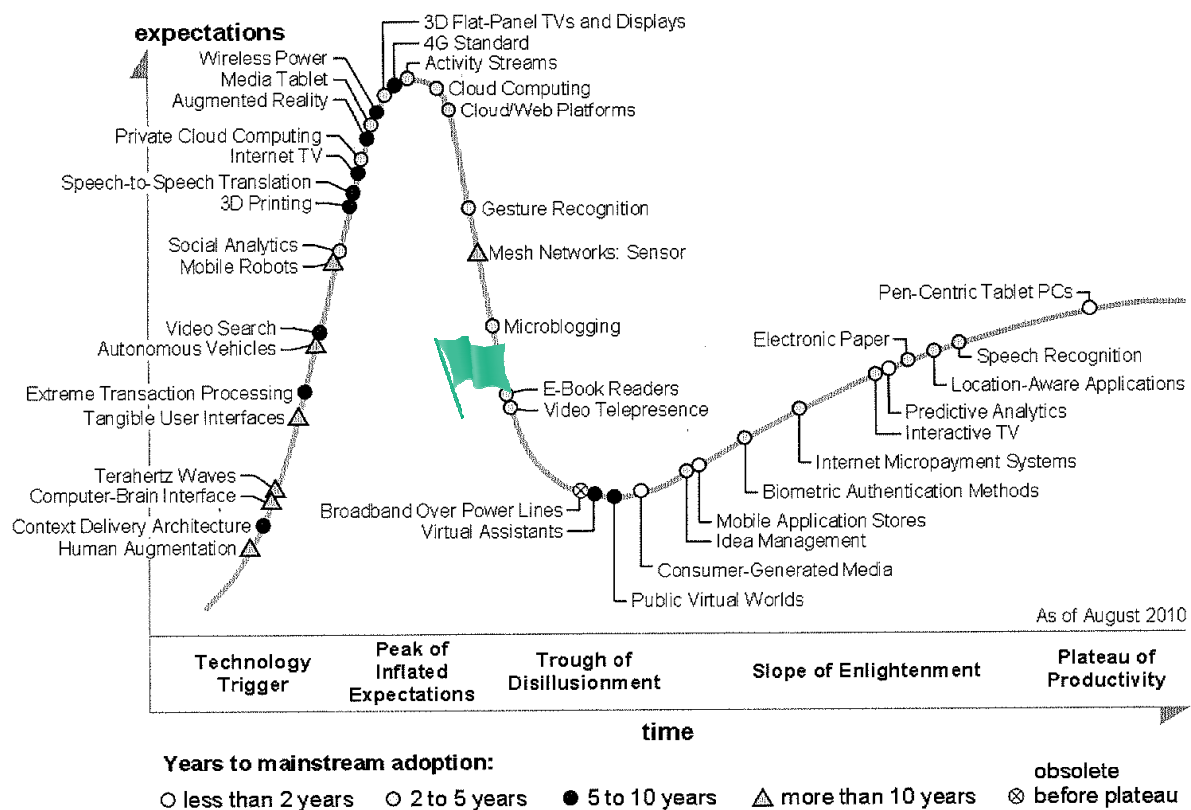 expectations
3D Flat-Panel TVs and Displays
4G Standard
Activity Streams
Wireless Power
Media Tablet
Augmented Reality
Cloud Computing
Cloud/Web Platforms
Private Cloud Computing
Internet TV
Speech-to-Speech Translation
3D Printing
Gesture Recognition
Social Analytics
Mobile Robots
Mesh Networks: Sensor
Pen-Centric Tablet PCs
Video Search
Autonomous Vehicles
Microblogging
Electronic Paper
Speech Recognition
Location-Aware Applications
Extreme Transaction Processing
Tangible User Interfaces
E-Book Readers
Video Telepresence
Predictive Analytics
Interactive TV
Internet Micropayment Systems
Terahertz Waves
Computer-Brain Interface
Context Delivery Architecture
Human Augmentation
Biometric Authentication Methods
Broadband Over Power Lines
Virtual Assistants
Mobile Application Stores
Idea Management
Consumer-Generated Media
Public Virtual Worlds
As of August 2010
Technology
Trigger
Peak of
Inflated
Expectations
Trough of
Disillusionment
Slope of Enlightenment
Plateau of
Productivity
time
Years to mainstream adoption:
less than 2 years
2 to 5 years
5 to 10 years
more than 10 years
obsolete
before plateau